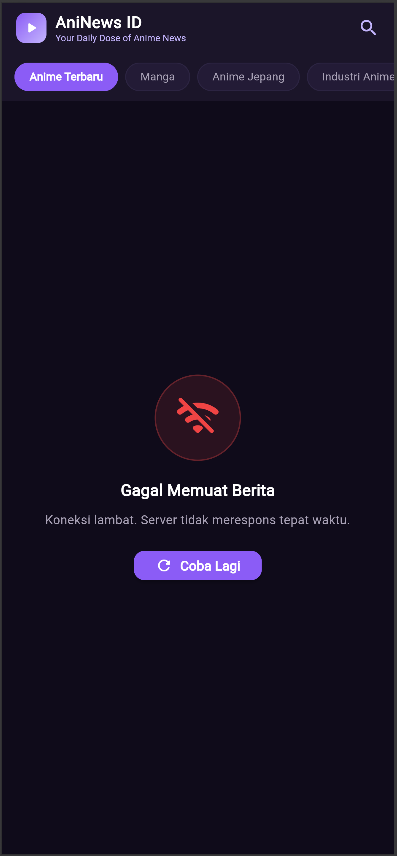 AniNews ID
Your Daily Dose of Anime News
Anime Terbaru
Manga
Anime Jepang
Industri Anime
Gagal Memuat Berita
Koneksi lambat. Server tidak merespons tepat waktu.
Coba Lagi